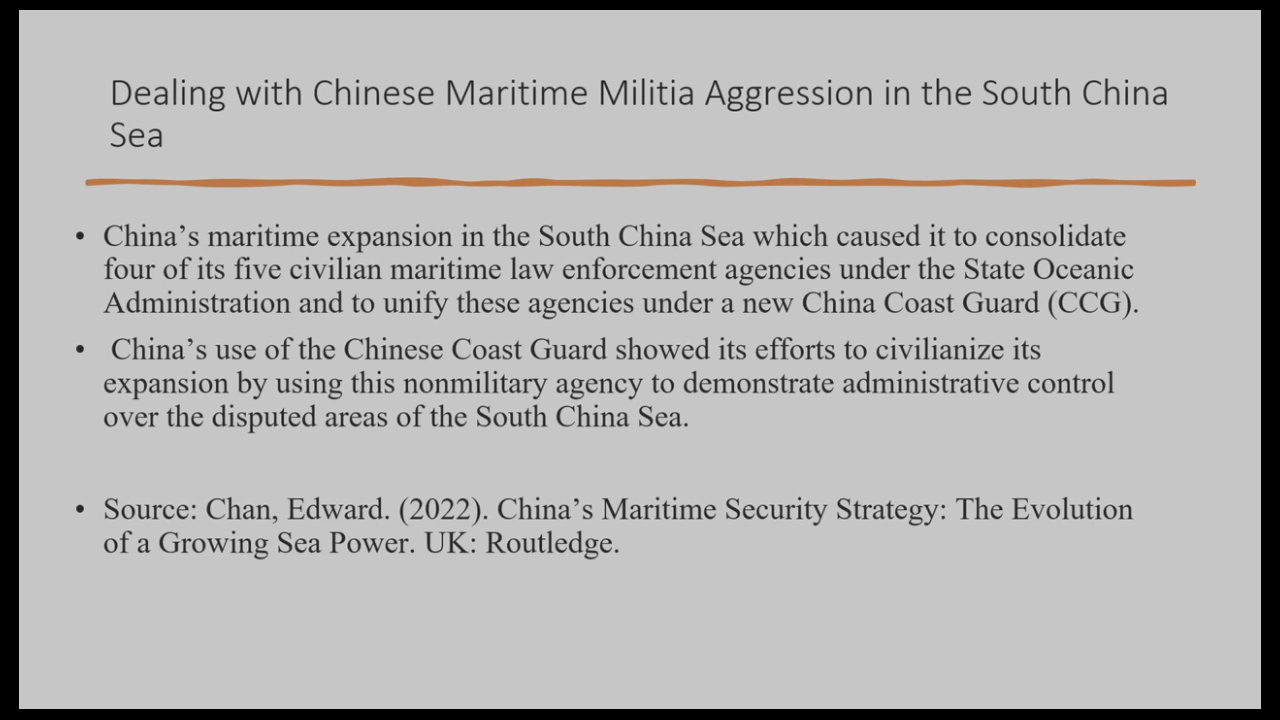 Dealing with Chinese Maritime Militia Aggression in the South China
Sea
• China’s maritime expansion in the South China Sea which caused it to consolidate
four of its five civilian maritime law enforcement agencies under the State Oceanic
Administration and to unify these agencies under a new China Coast Guard (CCG).
• China’s use of the Chinese Coast Guard showed its efforts to civilianize its
expansion by using this nonmilitary agency to demonstrate administrative control
over the disputed areas of the South China Sea.
• Source: Chan, Edward. (2022). China’s Maritime Security Strategy: The Evolution
of a Growing Sea Power. UK: Routledge.